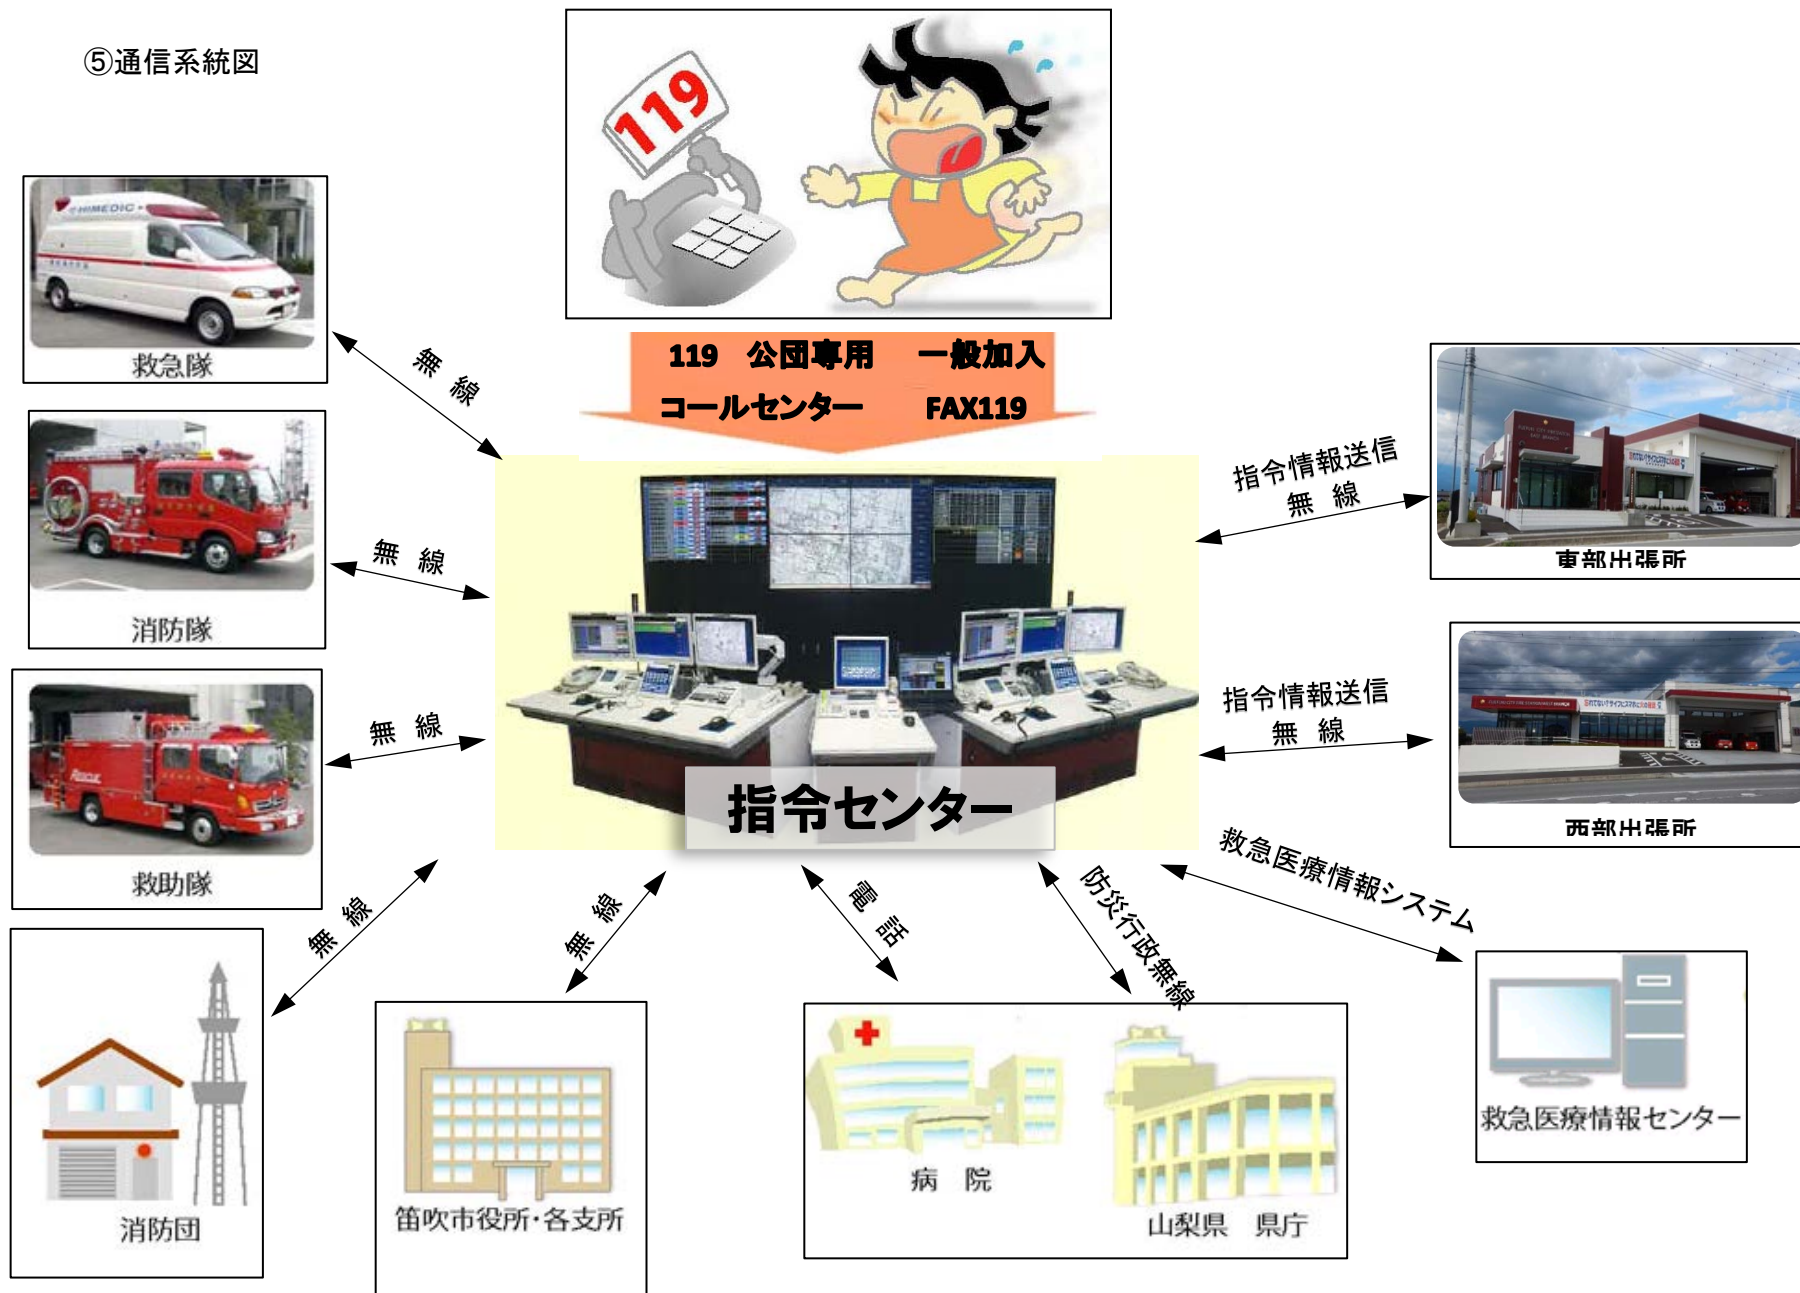 ⑤通信系統図
119
119 公団専用 一般加入
コールセンター FAX119
HIMEDIC
救急隊
無 線
消防隊
無 線
RESCUE
救助隊
無 線
消防団
無 線
指令センター
笛吹市役所・各支所
無 線
電 話
病 院
防災行政無線
山梨県 県庁
指令情報送信
無 線
東部出張所
指令情報送信
無 線
西部出張所
救急医療情報システム
救急医療情報センター